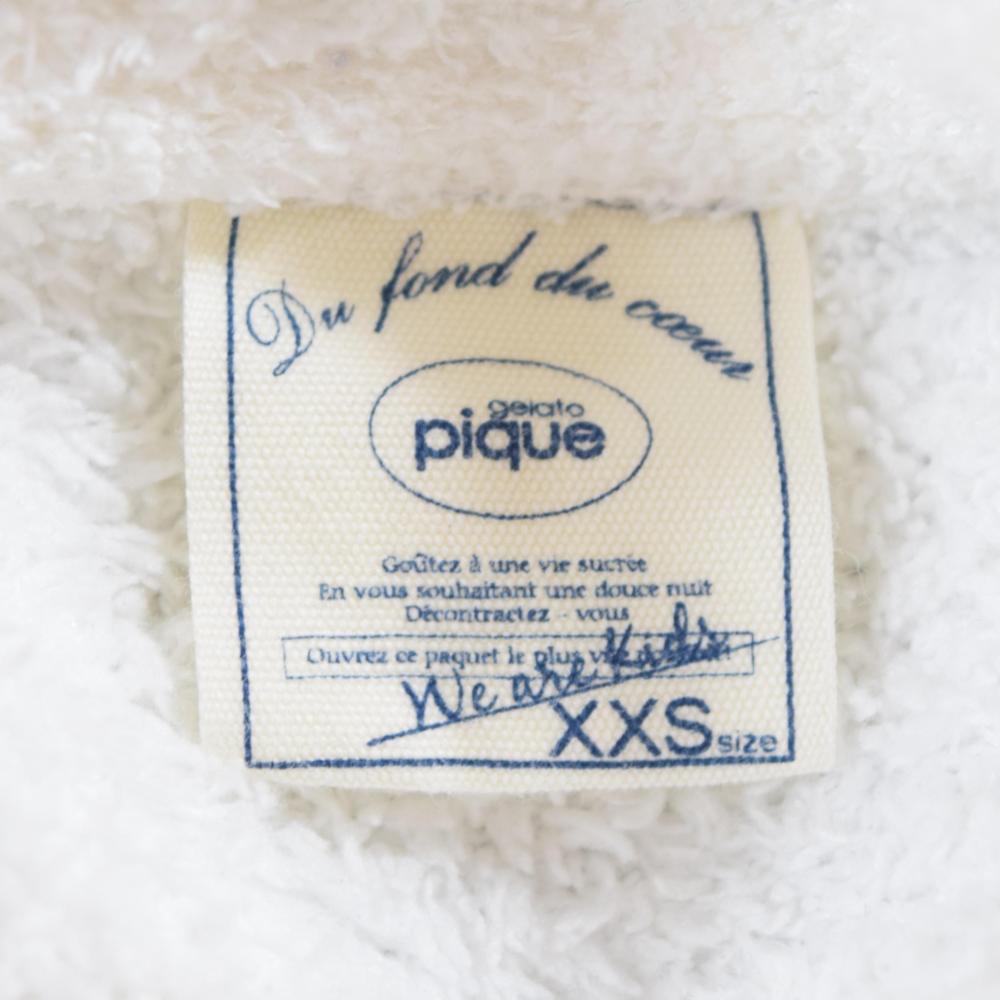 Du fond du cœur
gelato
pique
Goûtez à une vie sucrée
En vous souhaitant une douce nuit
Décontractez - vous
Ouvrez ce paquet le plus
We are
XXS size